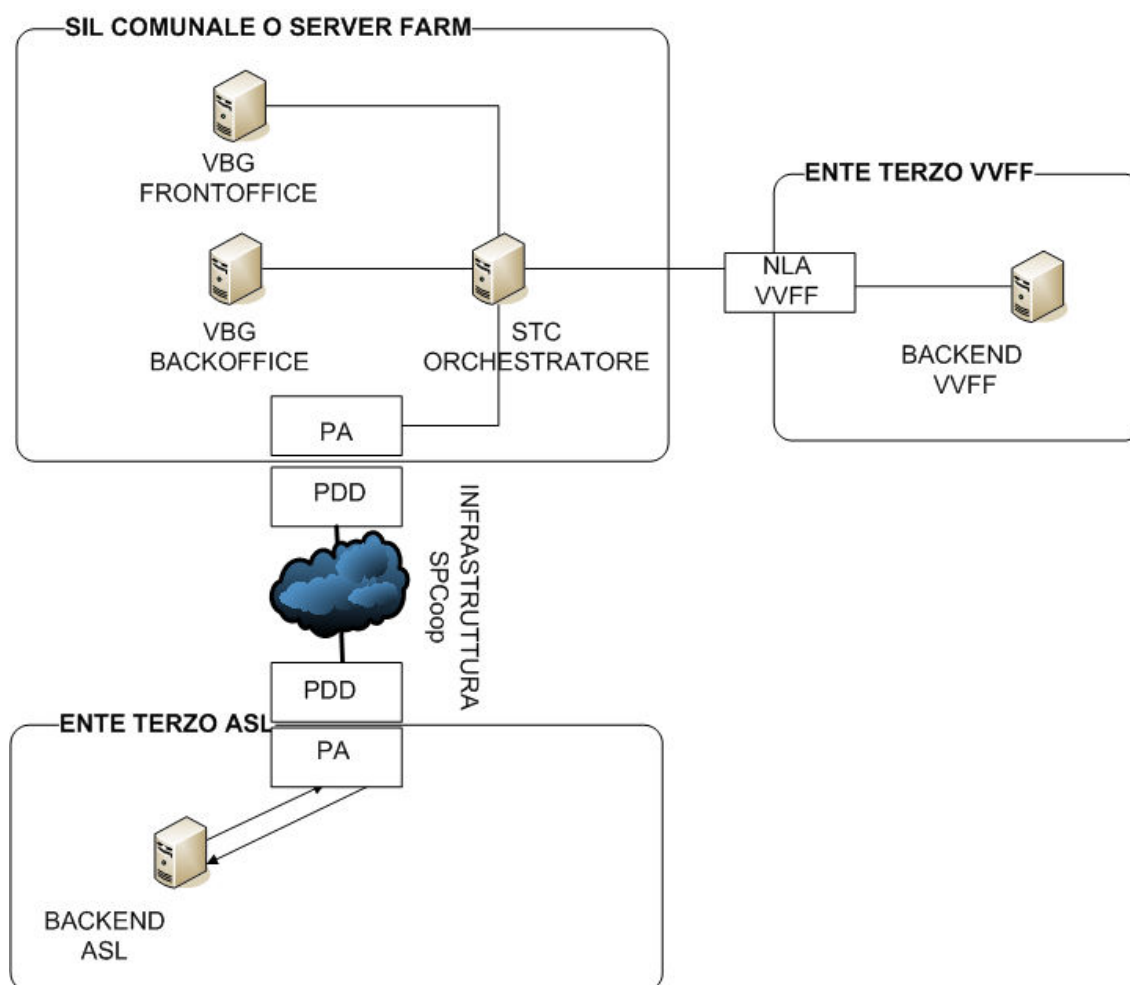 SIL COMUNALE O SERVER FARM
VBG
FRONTOFFICE
VBG
BACKOFFICE
STC
ORCHESTRATORE
PA
ENTE TERZO VVFF
NLA
VVFF
BACKEND
VVFF
PDD
INFRASTRUTTURA
SPCoop
PDD
ENTE TERZO ASL
PA
BACKEND
ASL